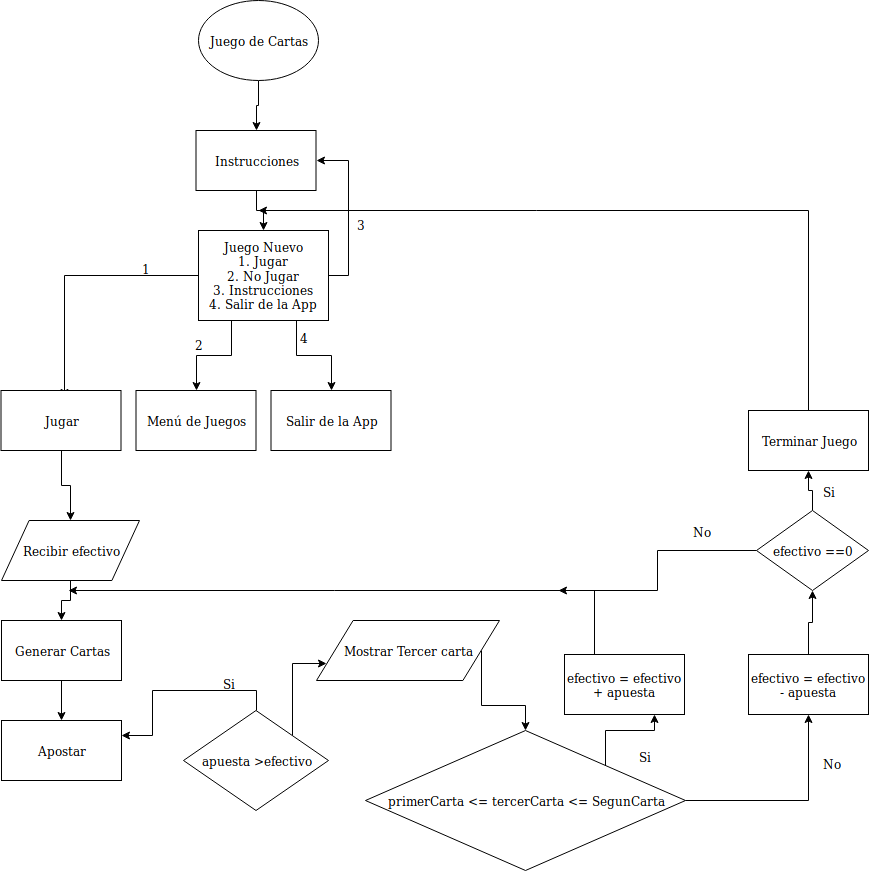 Juego de Cartas
Instrucciones
3
Juego Nuevo
1. Jugar
2. No Jugar
3. Instrucciones
4. Salir de la App
1
2
4
Jugar
Menú de Juegos
Salir de la App
Terminar Juego
Si
No
efectivo ==0
Recibir efectivo
Generar Cartas
Mostrar Tercer carta
efectivo = efectivo
+ apuesta
efectivo = efectivo
- apuesta
Si
Apostar
apuesta >efectivo
Si
No
primerCarta <= tercerCarta <= SegunCarta